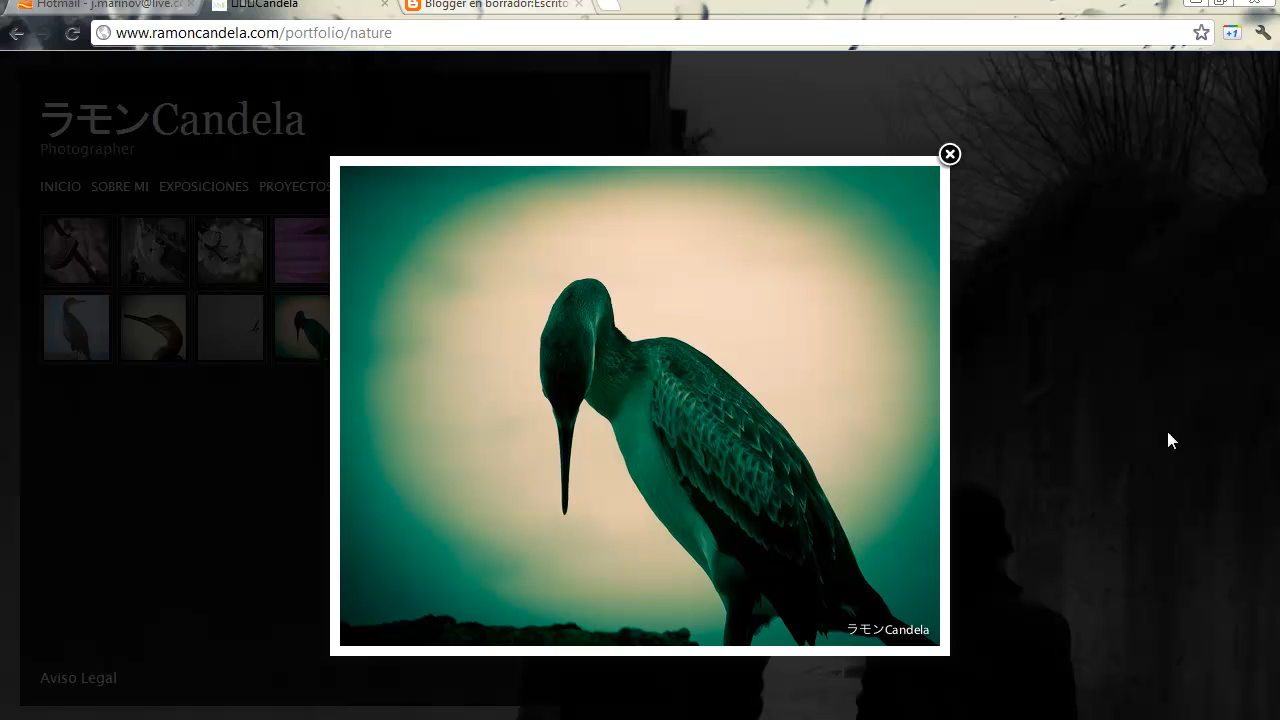 Hotmail - j.marinov@live.c
Candela
Blogger en borrador:Escrito
www.ramoncandela.com/portfolio/nature
+1
ラモンCandela
Photographer
INICIO SOBRE MI EXPOSICIONES PROYECTOS
ラモンCandela
Aviso Legal